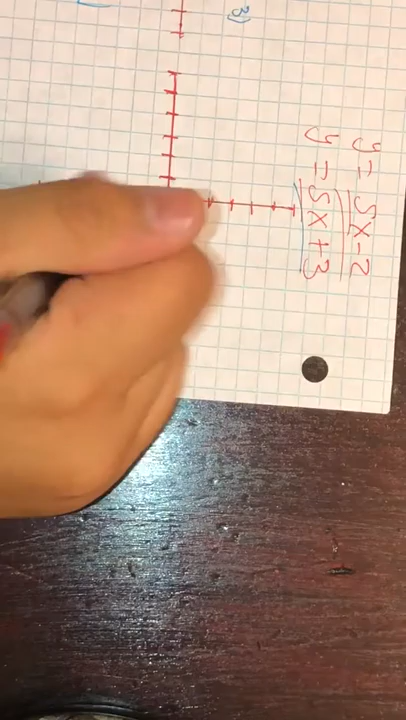 y = 5x - 2
y = 5x + 3
3)